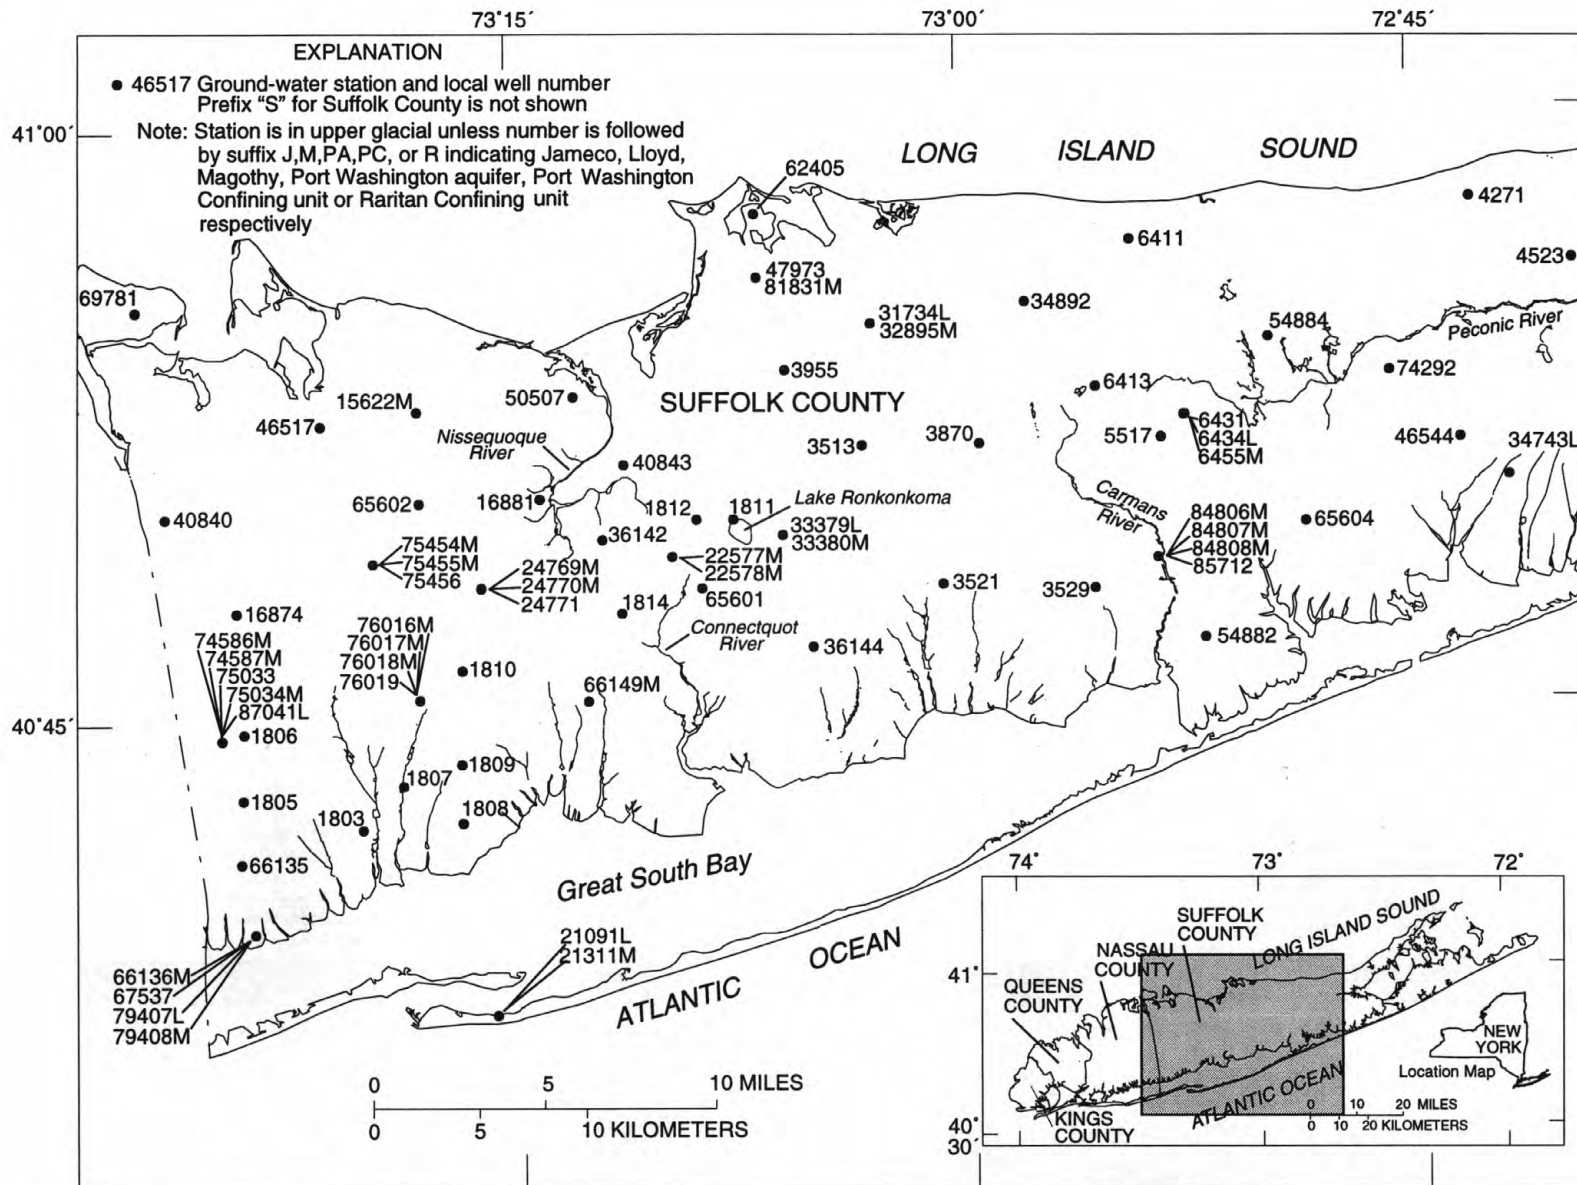 73°15´
73°00´
72°45´
EXPLANATION
46517 Ground-water station and local well number
Prefix “S” for Suffolk County is not shown
Note: Station is in upper glacial unless number is followed
by suffix J,M,PA,PC, or R indicating Jameco, Lloyd,
Magothy, Port Washington aquifer, Port Washington
Confining unit or Raritan Confining unit
respectively
41°00´
LONG ISLAND SOUND
62405
4271
6411
4523
47973
81831M
69781
34892
31734L
32895M
54884
Peconic River
3955
74292
6413
50507
SUFFOLK COUNTY
15622M
46517
Nissequoque
River
3513
3870
5517
6431
6434L
6455M
46544
34743L
40843
65602
16881
1812
1811
Lake Ronkonkoma
Carmans
River
40840
36142
33379L
33380M
84806M
84807M
84808M
85712
65604
75454M
75455M
75456
24769M
24770M
24771
22577M
22578M
65601
3521
3529
16874
1814
74586M
74587M
75033
75034M
87041L
76016M
76017M
76018M
76019
Connectquot
River
36144
54882
1810
66149M
40°45´
1806
1809
1807
1805
1803
1808
66135
Great South Bay
21091L
21311M
OCEAN
ATLANTIC
66136M
67537
79407L
79408M
0 5 10 MILES
0 5 10 KILOMETERS
74°
73°
72°
SUFFOLK
COUNTY
LONG ISLAND SOUND
NASSAU
COUNTY
41°
QUEENS
COUNTY
NEW
YORK
Location Map
ATLANTIC OCEAN
0 10 20 MILES
0 10 20 KILOMETERS
KINGS
COUNTY
40°
30´